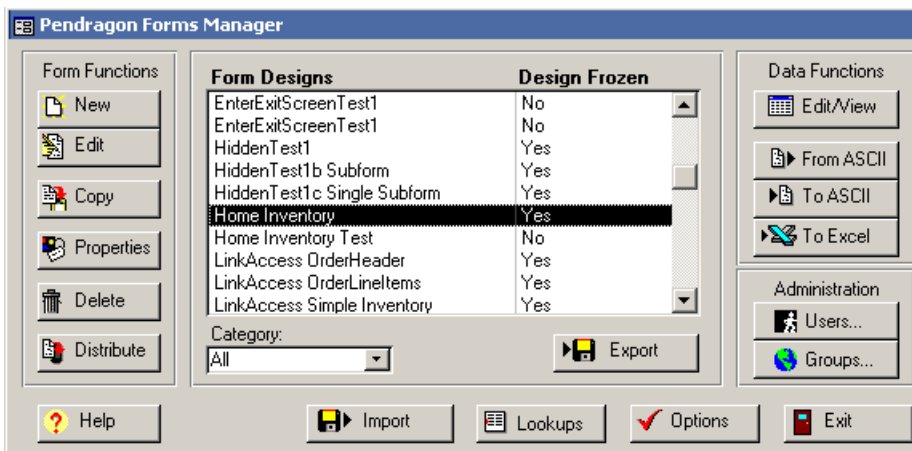 Pendragon Forms Manager
Form Functions
New
Edit
Copy
Properties
Delete
Distribute
Form Designs Design Frozen
EnterExitScreenTest1 No
EnterExitScreenTest1 No
HiddenTest1 Yes
HiddenTest1b Subform Yes
HiddenTest1c Single Subform Yes
Home Inventory Yes
Home Inventory Test No
LinkAccess OrderHeader Yes
LinkAccess OrderLineItems Yes
LinkAccess Simple Inventory Yes
Category:
All
Export
Data Functions
Edit/View
From ASCII
To ASCII
To Excel
Administration
Users...
Groups...
Help
Import
Lookups
Options
Exit